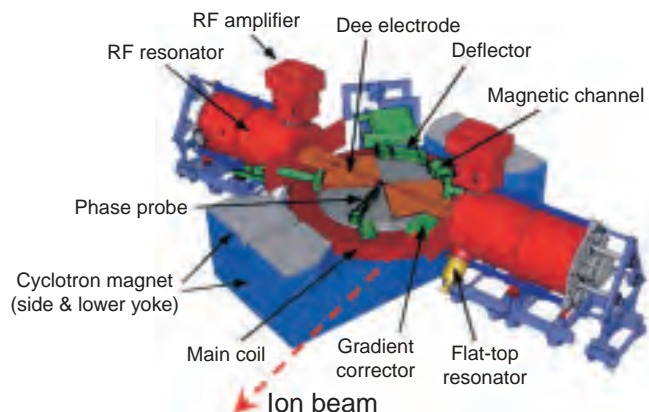 RF amplifier
Dee electrode
RF resonator
Deflector
Magnetic channel
Phase probe
Cyclotron magnet
(side & lower yoke)
Main coil
Gradient
corrector
Flat-top
resonator
Ion beam